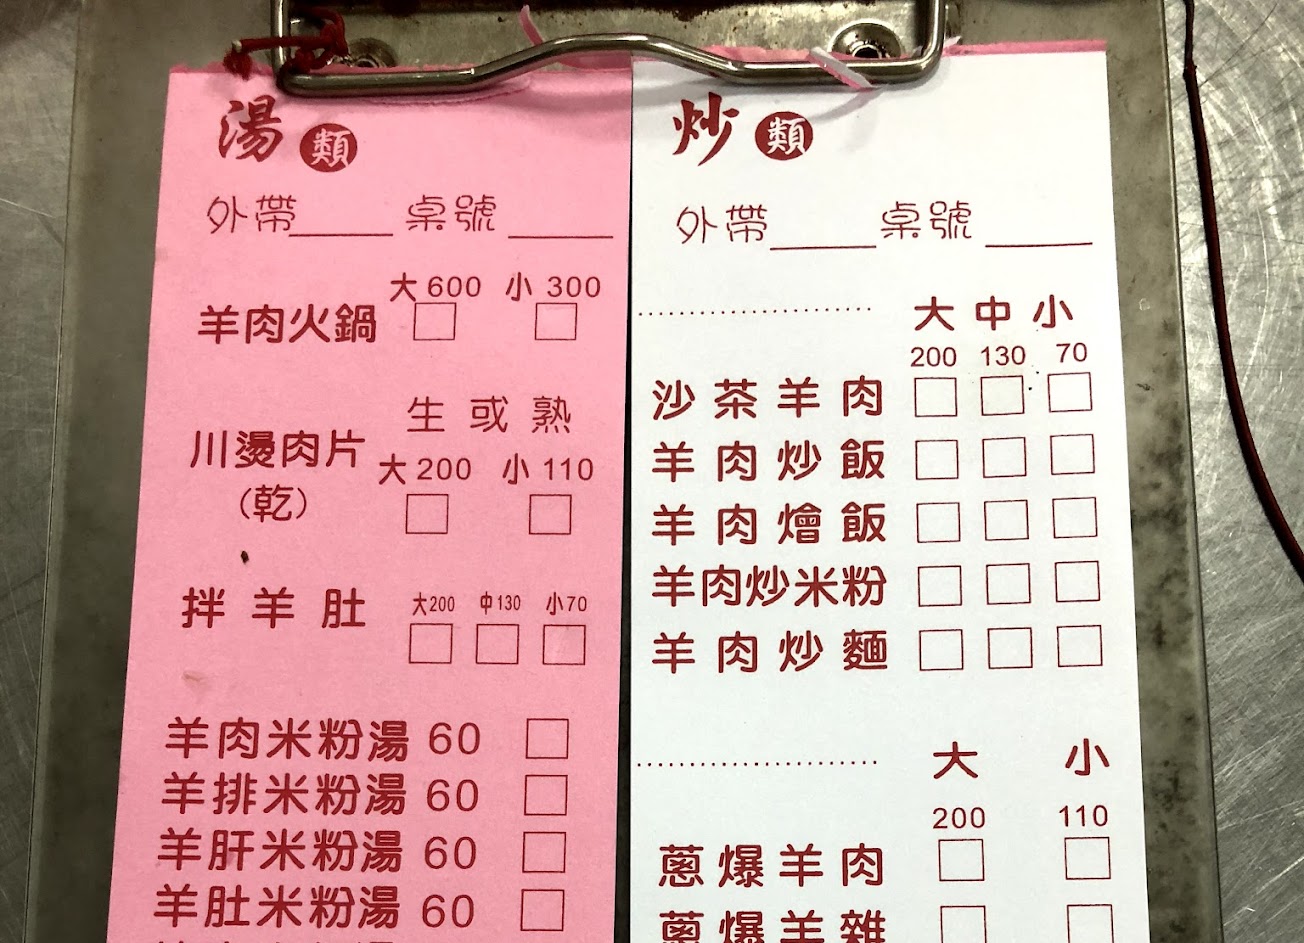 湯類
外帶 桌號
大600 小300
羊肉火鍋
生或熟
川燙肉片
大200 小110
(乾)
大200 中130 小70
拌羊肚
羊肉米粉湯 60
羊排米粉湯 60
羊肝米粉湯 60
羊肚米粉湯 60
炒類
外帶 桌號
大 中 小
200 130 70
沙茶羊肉
羊肉炒飯
羊肉燴飯
羊肉炒米粉
羊肉炒麵
大 小
200 110
蔥爆羊肉
蔥爆羊雜